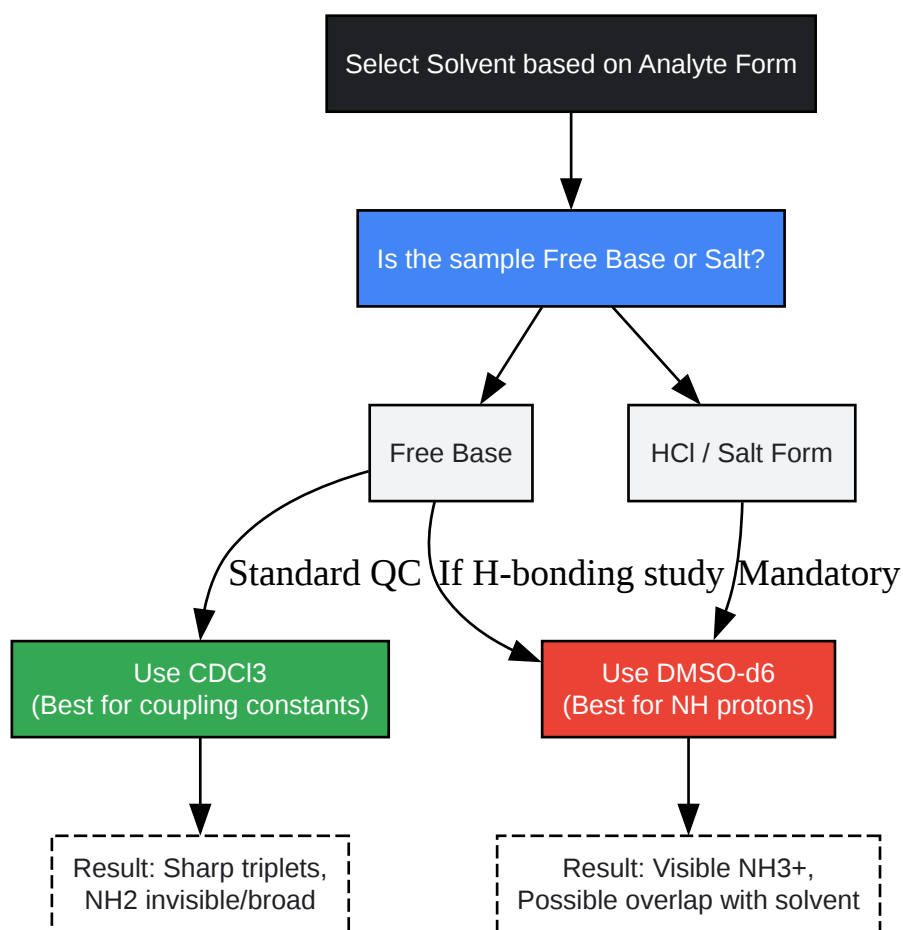 Select Solvent based on Analyte Form
Is the sample Free Base or Salt?
Free Base
HCl / Salt Form
Standard QC
If H-bonding study
Mandatory
Use CDCl3
(Best for coupling constants)
Use DMSO-d6
(Best for NH protons)
Result: Sharp triplets,
NH2 invisible/broad
Result: Visible NH3+,
Possible overlap with solvent